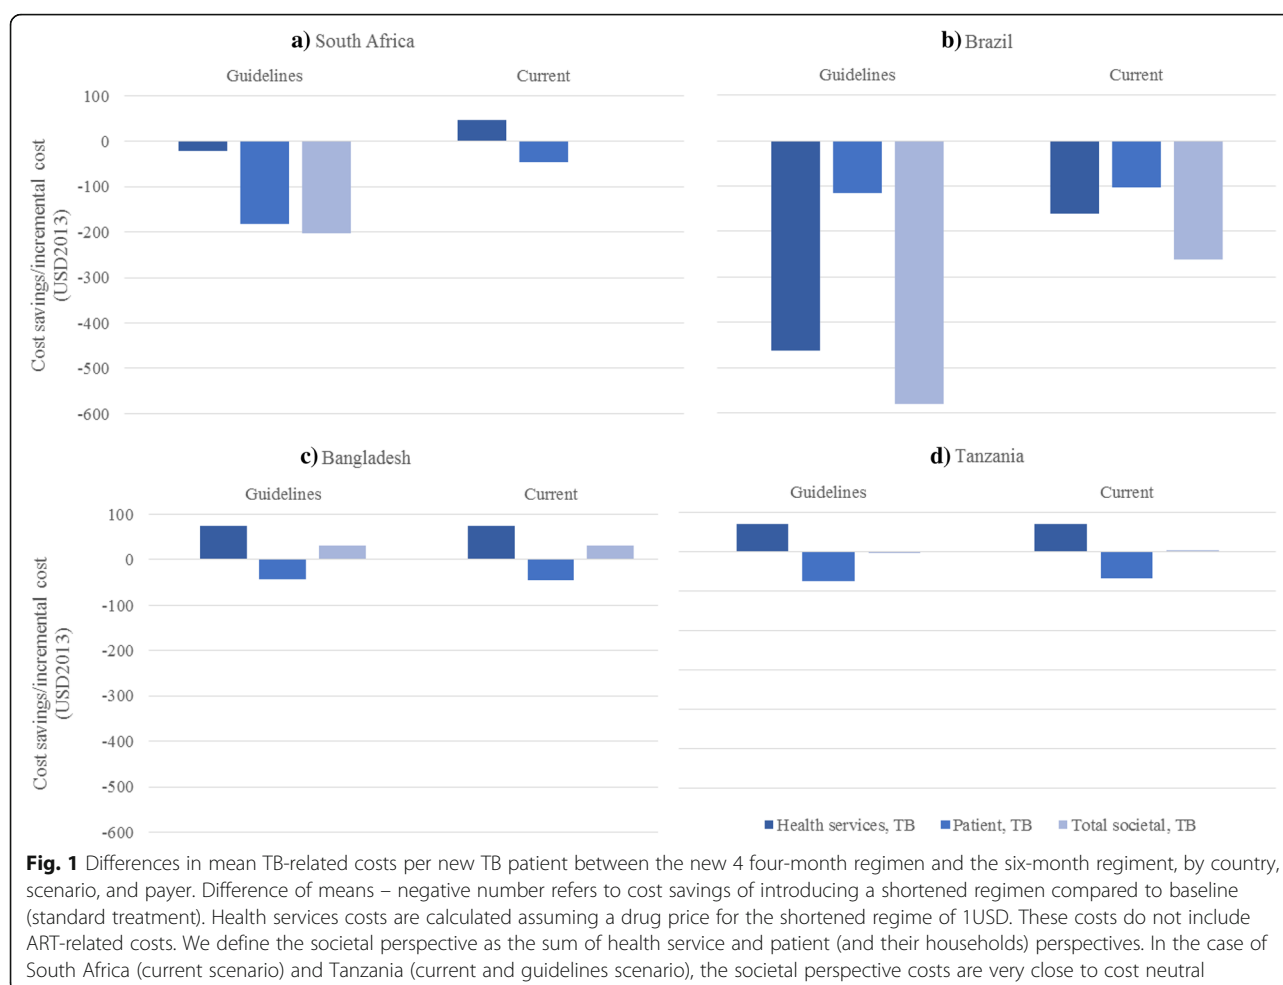 a) South Africa
b) Brazil
Guidelines
Current
Guidelines
Current
Cost savings/incremental cost
(USD2013)
100
0
-100
-200
-300
-400
-500
-600
c) Bangladesh
d) Tanzania
Guidelines
Current
Guidelines
Current
Cost savings/incremental cost
(USD2013)
100
0
-100
-200
-300
-400
-500
-600
Health services, TB
Patient, TB
Total societal, TB
Fig. 1 Differences in mean TB-related costs per new TB patient between the new 4 four-month regimen and the six-month regiment, by country,
scenario, and payer. Difference of means – negative number refers to cost savings of introducing a shortened regimen compared to baseline
(standard treatment). Health services costs are calculated assuming a drug price for the shortened regime of 1USD. These costs do not include
ART-related costs. We define the societal perspective as the sum of health service and patient (and their households) perspectives. In the case of
South Africa (current scenario) and Tanzania (current and guidelines scenario), the societal perspective costs are very close to cost neutral